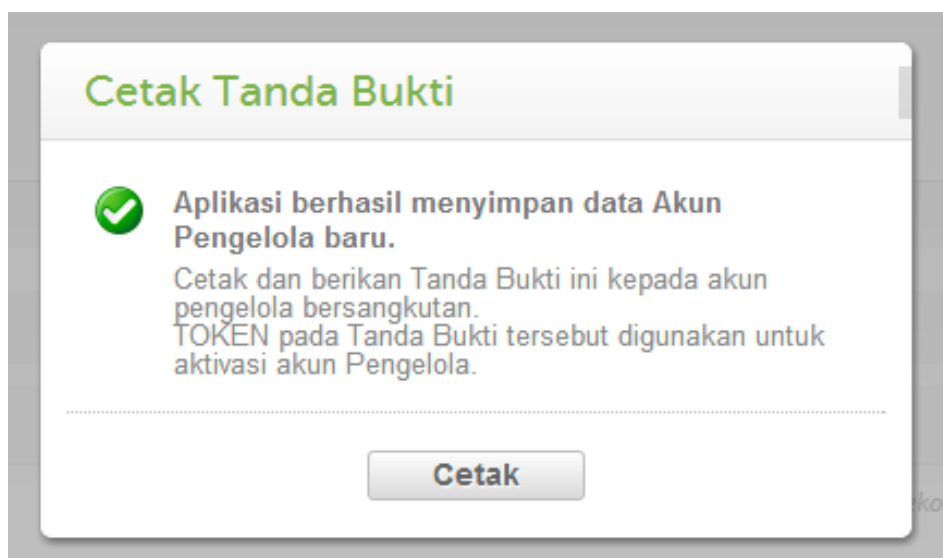 Cetak Tanda Bukti
Aplikasi berhasil menyimpan data Akun
Pengelola baru.
Cetak dan berikan Tanda Bukti ini kepada akun
pengelola bersangkutan.
TOKEN pada Tanda Bukti tersebut digunakan untuk
aktivasi akun Pengelola.
Cetak